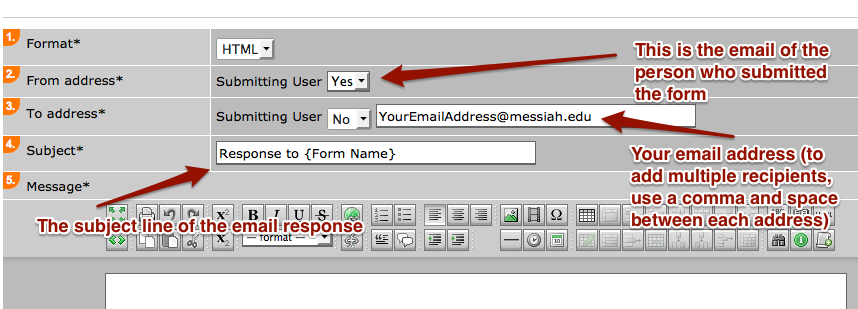 1. Format* HTML
This is the email of the
person who submitted
the form
2. From address* Submitting User Yes
3. To address* Submitting User No YourEmailAddress@messiah.edu
4. Subject* Response to {Form Name}
Your email address (to
add multiple recipients,
use a comma and space
between each address)
5. Message*
The subject line of the email response
X² B I U S Ω
X₂ — format —